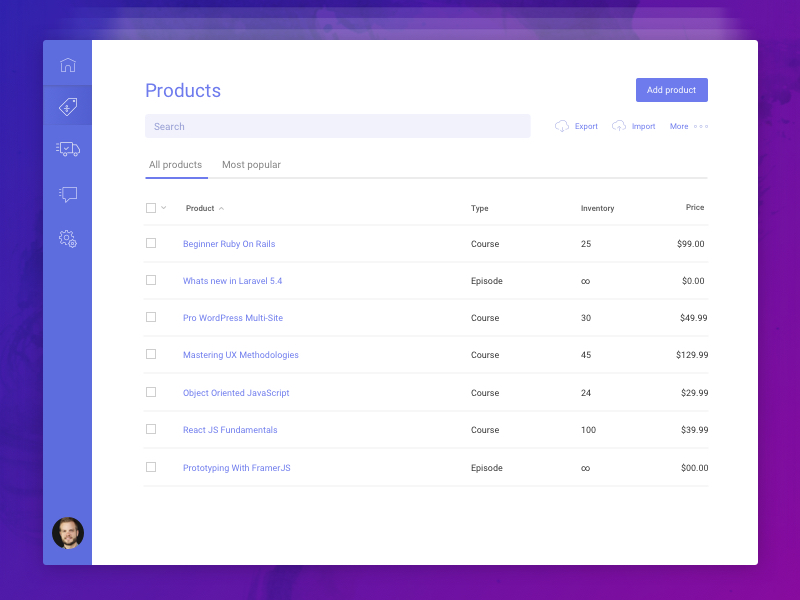 Products
Add product
Search
Export
Import
More
All products
Most popular
Product Type Inventory Price
Beginner Ruby On Rails Course 25 $99.00
Whats new in Laravel 5.4 Episode ∞ $0.00
Pro WordPress Multi-Site Course 30 $49.99
Mastering UX Methodologies Course 45 $129.99
Object Oriented JavaScript Course 24 $29.99
React JS Fundamentals Course 100 $39.99
Prototyping With FramerJS Episode ∞ $00.00